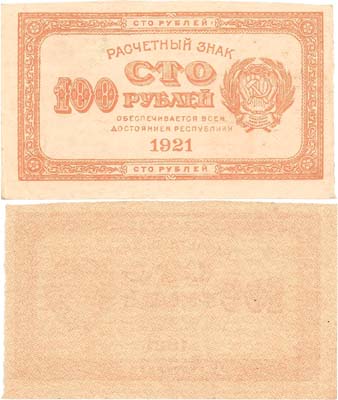 СТО РУБЛЕЙ
РАСЧЕТНЫЙ ЗНАК
СТО
100 РУБЛЕЙ
ОБЕСПЕЧИВАЕТСЯ ВСЕМ
ДОСТОЯНИЕМ РЕСПУБЛИКИ
1921
СТО РУБЛЕЙ